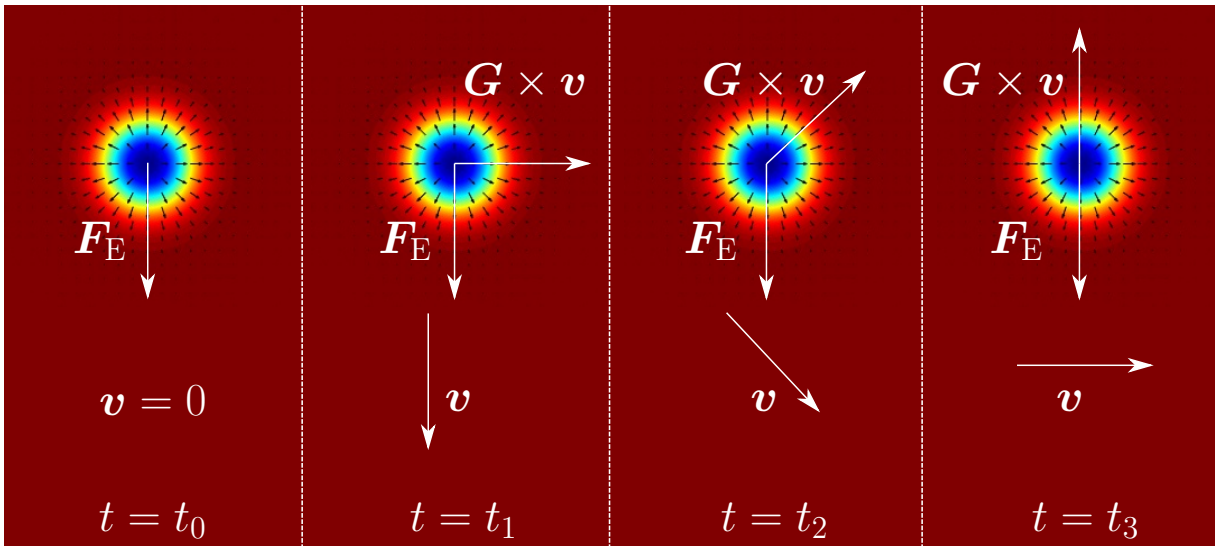 G × v
G × v
G × v
F_E
F_E
F_E
F_E
v = 0
v
v
v
t = t_0
t = t_1
t = t_2
t = t_3